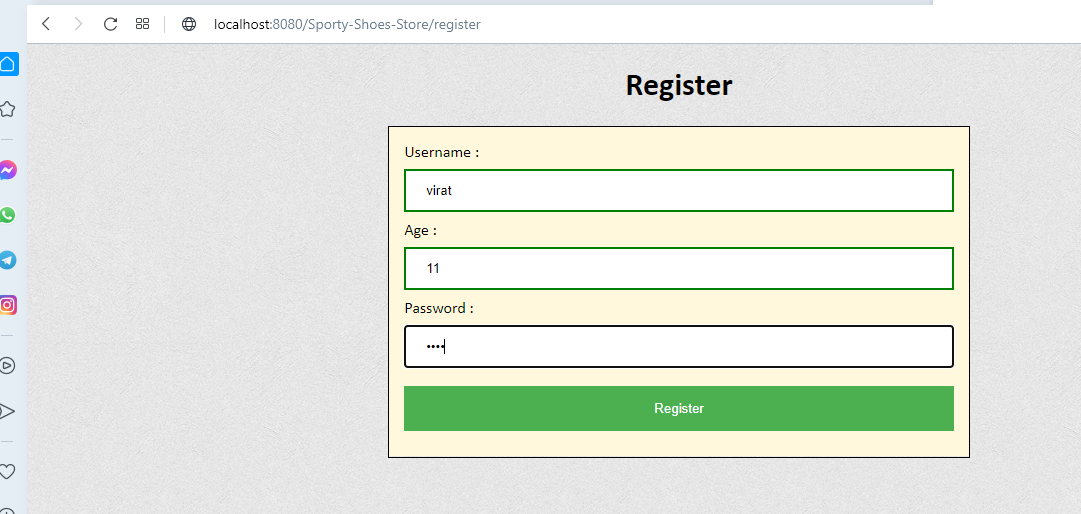 localhost:8080/Sporty-Shoes-Store/register
Register
Username :
virat
Age :
11
Password :
••••
Register